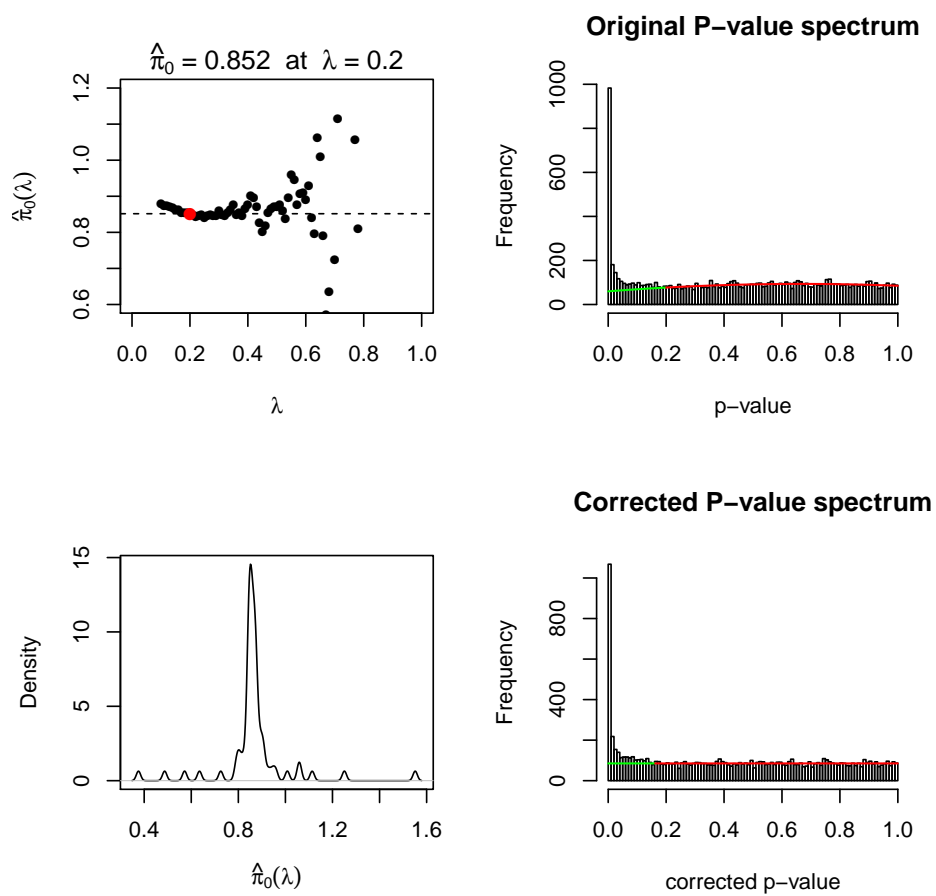 π̂₀ = 0.852 at λ = 0.2
π̂₀(λ)
0.6 0.8 1.0 1.2
0.0 0.2 0.4 0.6 0.8 1.0
λ
Original P−value spectrum
Frequency
0 200 600 1000
0.0 0.2 0.4 0.6 0.8 1.0
p−value
Density
0 5 10 15
0.4 0.8 1.2 1.6
π̂₀(λ)
Corrected P−value spectrum
Frequency
0 400 800
0.0 0.2 0.4 0.6 0.8 1.0
corrected p−value